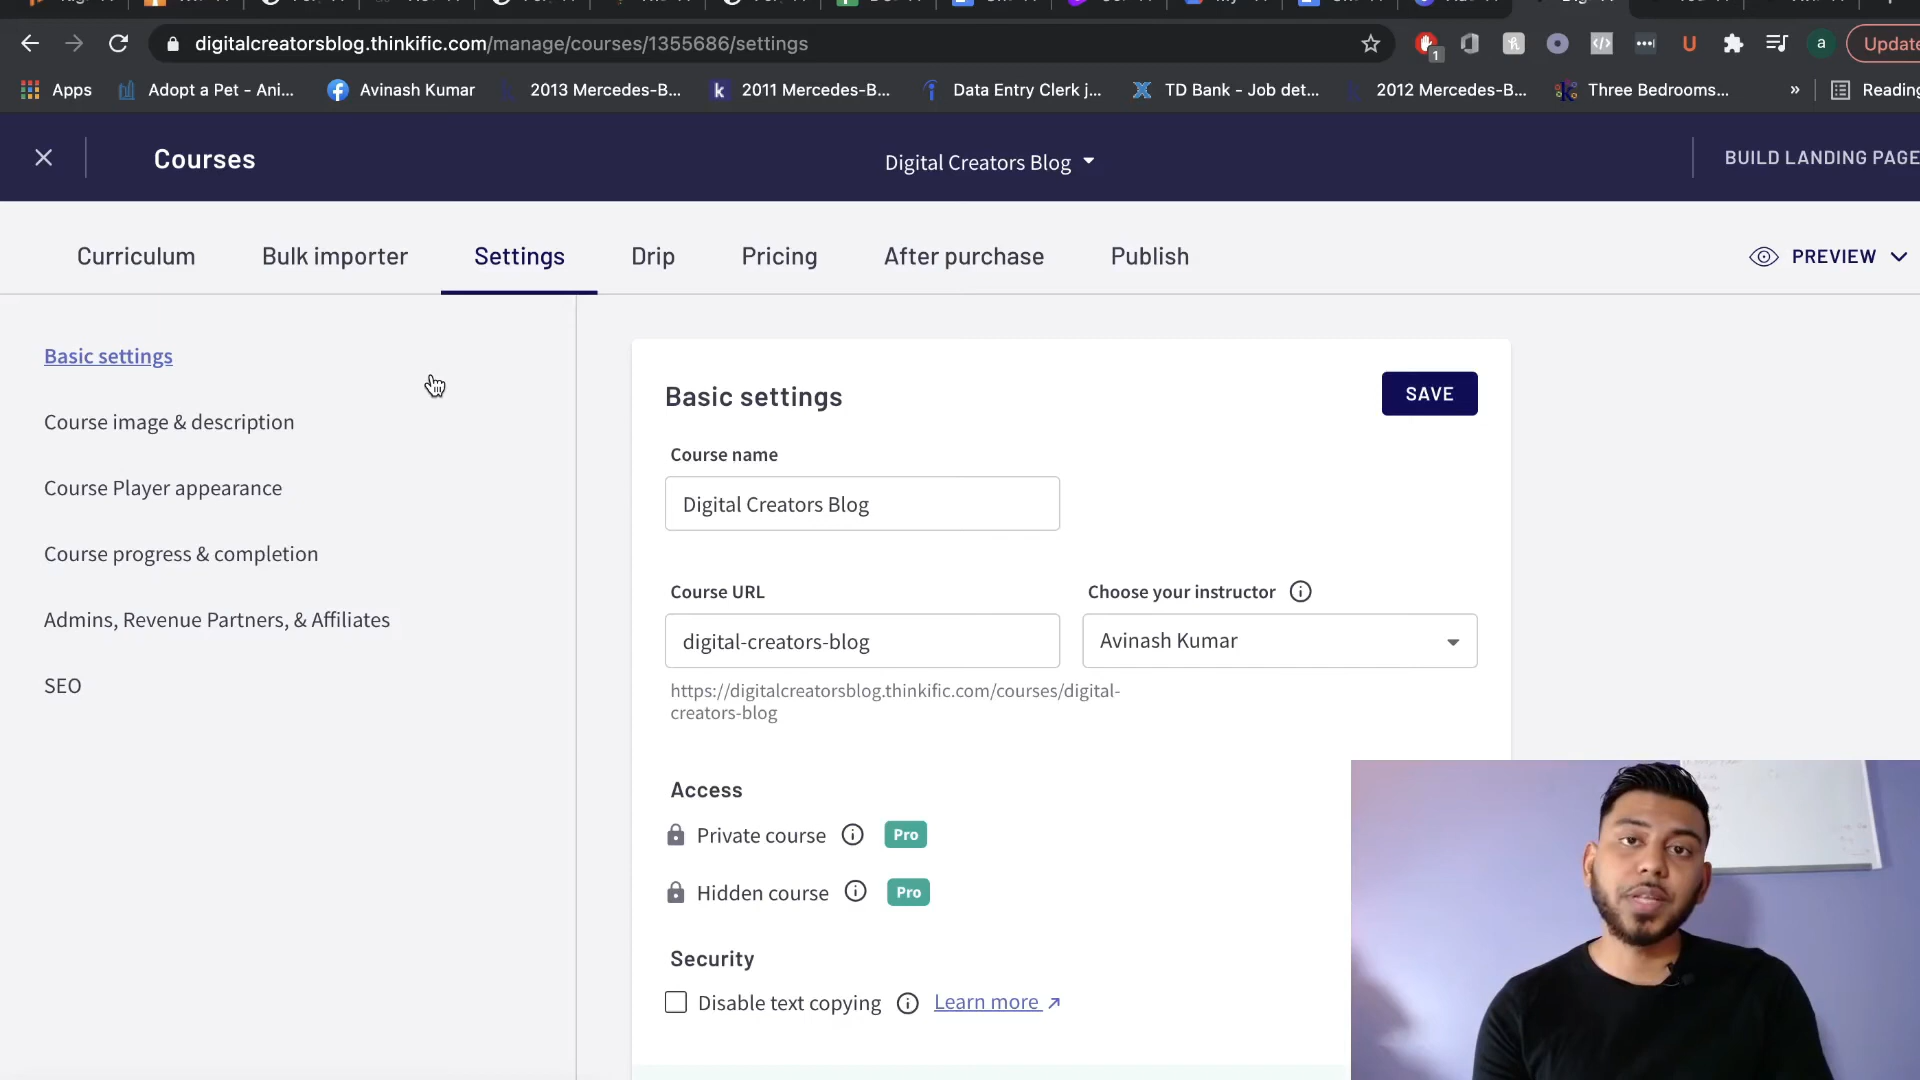 digitalcreatorsblog.thinkific.com/manage/courses/1355686/settings
1
a
Update
Apps
Adopt a Pet - Ani...
Avinash Kumar
2013 Mercedes-B...
k
2011 Mercedes-B...
Data Entry Clerk j...
TD Bank - Job det...
2012 Mercedes-B...
Three Bedrooms...
»
Reading
Courses
Digital Creators Blog
BUILD LANDING PAGE
Curriculum
Bulk importer
Settings
Drip
Pricing
After purchase
Publish
PREVIEW
Basic settings
Course image & description
Course Player appearance
Course progress & completion
Admins, Revenue Partners, & Affiliates
SEO
Basic settings
SAVE
Course name
Digital Creators Blog
Course URL
Choose your instructor
digital-creators-blog
Avinash Kumar
https://digitalcreatorsblog.thinkific.com/courses/digital-
creators-blog
Access
Private course
Pro
Hidden course
Pro
Security
Disable text copying
Learn more